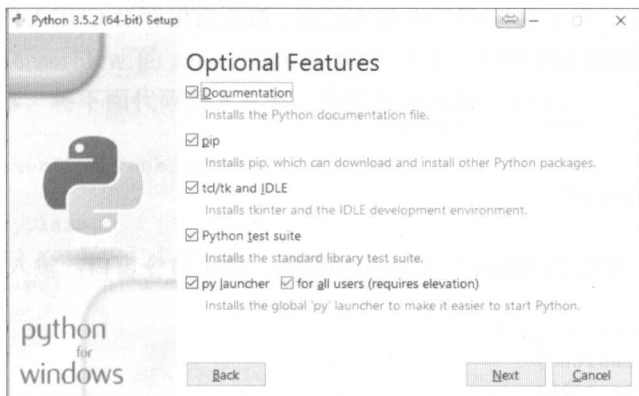 Python 3.5.2 (64-bit) Setup
Optional Features
Documentation
Installs the Python documentation file.
pip
Installs pip, which can download and install other Python packages.
td/tk and IDLE
Installs tkinter and the IDLE development environment.
Python test suite
Installs the standard library test suite.
py launcher for all users (requires elevation)
Installs the global 'py' launcher to make it easier to start Python.
python
for
windows
Back Next Cancel